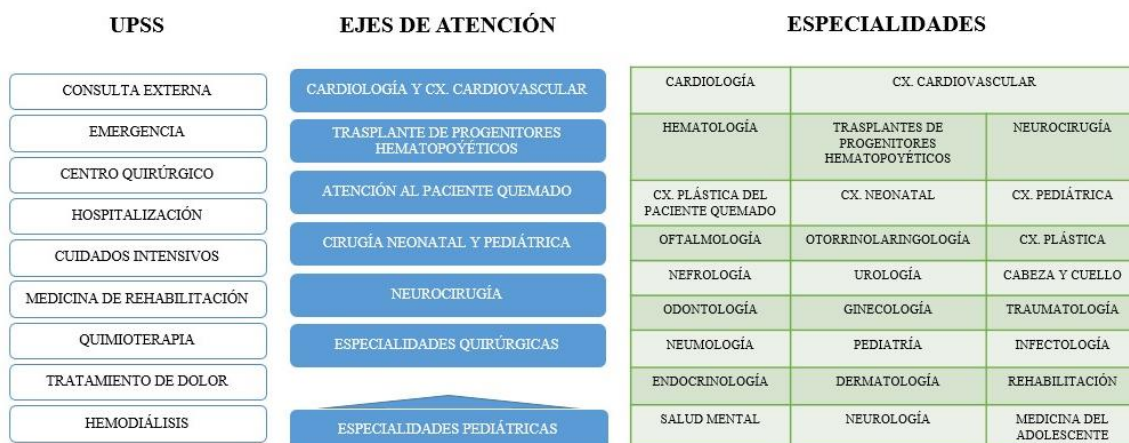 UPSS
EJES DE ATENCIÓN
ESPECIALIDADES
CONSULTA EXTERNA
EMERGENCIA
CENTRO QUIRÚRGICO
HOSPITALIZACIÓN
CUIDADOS INTENSIVOS
MEDICINA DE REHABILITACIÓN
QUIMIOTERAPIA
TRATAMIENTO DE DOLOR
HEMODIÁLISIS
CARDIOLOGÍA Y CX. CARDIOVASCULAR
TRASPLANTE DE PROGENITORES
HEMATOPOYÉTICOS
ATENCIÓN AL PACIENTE QUEMADO
CIRUGÍA NEONATAL Y PEDIÁTRICA
NEUROCIRUGÍA
ESPECIALIDADES QUIRÚRGICAS
ESPECIALIDADES PEDIÁTRICAS
CARDIOLOGÍA
CX. CARDIOVASCULAR
HEMATOLOGÍA
TRASPLANTES DE
PROGENITORES
HEMATOPOYÉTICOS
NEUROCIRUGÍA
CX. PLÁSTICA DEL
PACIENTE QUEMADO
CX. NEONATAL
CX. PEDIÁTRICA
OFTALMOLOGÍA
OTORRINOLARINGOLOGÍA
CX. PLÁSTICA
NEFROLOGÍA
UROLOGÍA
CABEZA Y CUELLO
ODONTOLOGÍA
GINECOLOGÍA
TRAUMATOLOGÍA
NEUMOLOGÍA
PEDIATRÍA
INFECTOLOGÍA
ENDOCRINOLOGÍA
DERMATOLOGÍA
REHABILITACIÓN
SALUD MENTAL
NEUROLOGÍA
MEDICINA DEL
ADOLESCENTE